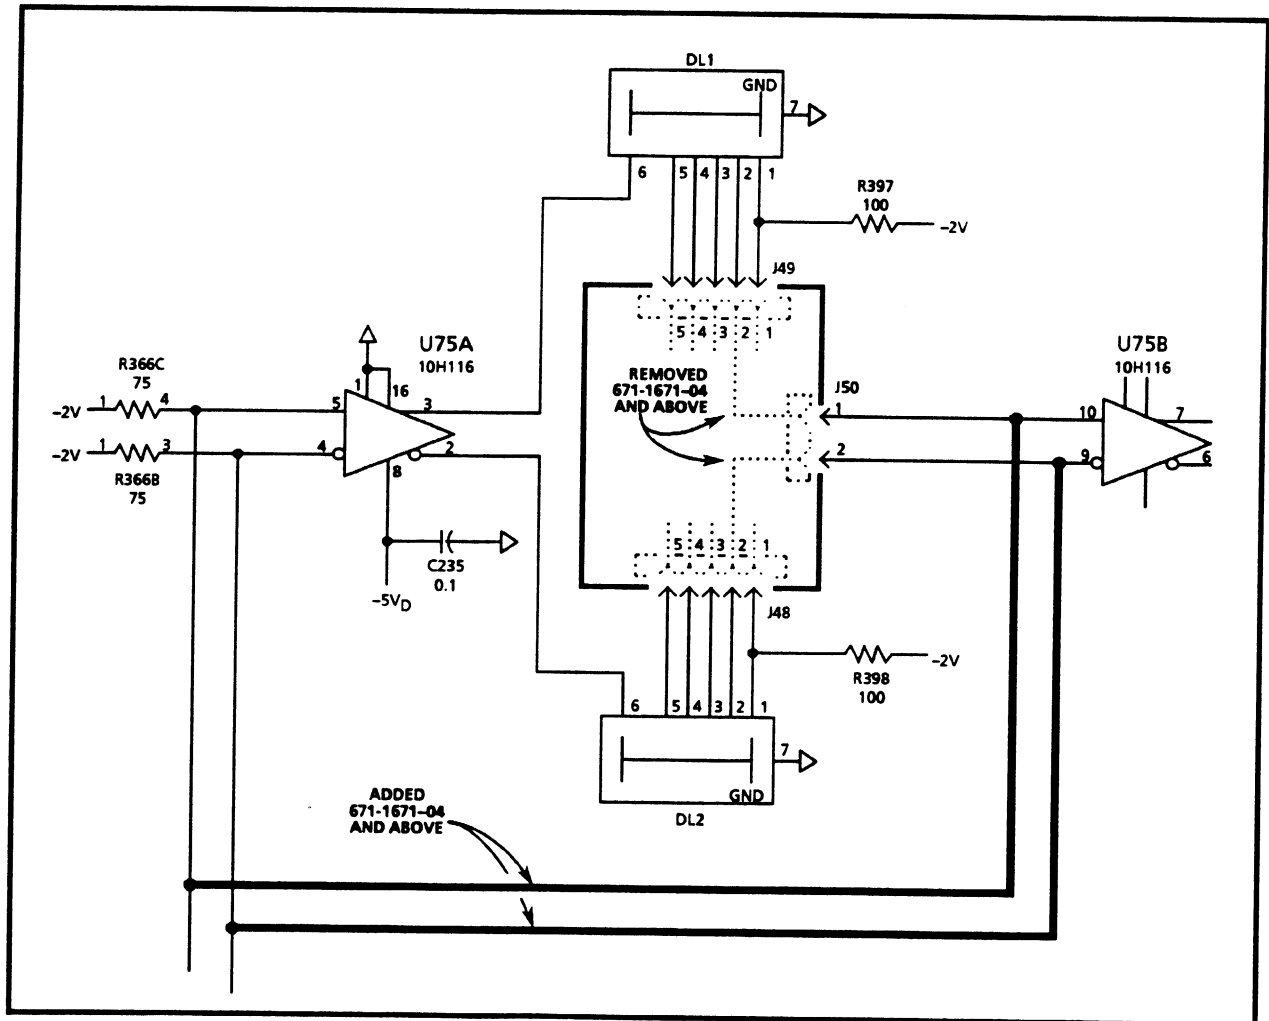 DL1
GND
7
6 5 4 3 2 1
R397
100
-2V
J49
5 4 3 2 1
REMOVED
671-1671-04
AND ABOVE
J50
1
2
U75A
10H116
1 16
5 3
4 2
8
R366C
75
-2V 1 4
-2V 1 3
R366B
75
C235
0.1
-5VD
U75B
10H116
10 7
9 6
5 4 3 2 1
J48
-2V
R398
100
6 5 4 3 2 1
7
GND
DL2
ADDED
671-1671-04
AND ABOVE